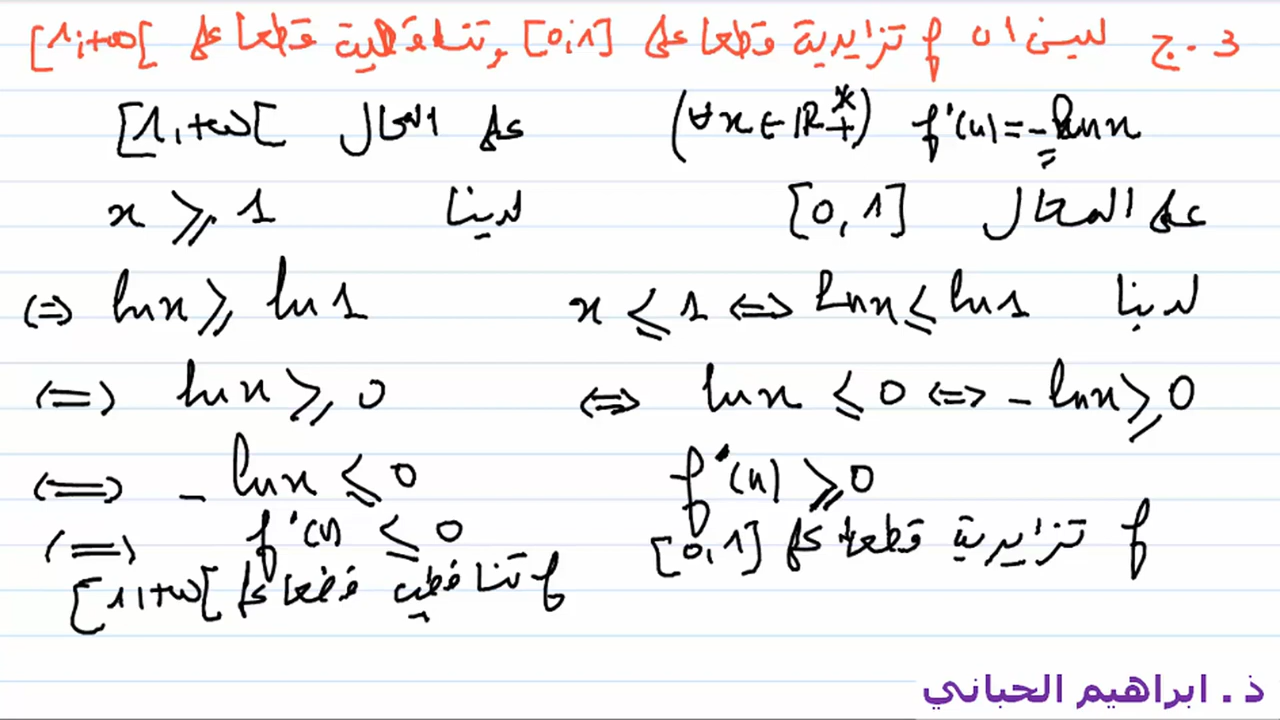 3 . ج لنبين ان f تزايدية قطعا على [0,1] و تناقصية قطعا على [1,+∞[
(∀x∈ℝ*₊) f'(x) = -lnx
على المجال [0,1]
لدينا x ≤ 1 ⇔ lnx ≤ ln1
⇔ lnx ≤ 0 ⇔ -lnx ≥ 0
f'(x) ≥ 0
f تزايدية قطعا على [0,1]
على المجال [1,+∞[
لدينا x ≥ 1
⇔ lnx ≥ ln1
⇔ lnx ≥ 0
⇔ -lnx ≤ 0
⇔ f'(x) ≤ 0
f تناقصية قطعا على [1,+∞[
ذ . ابراهيم الحباني